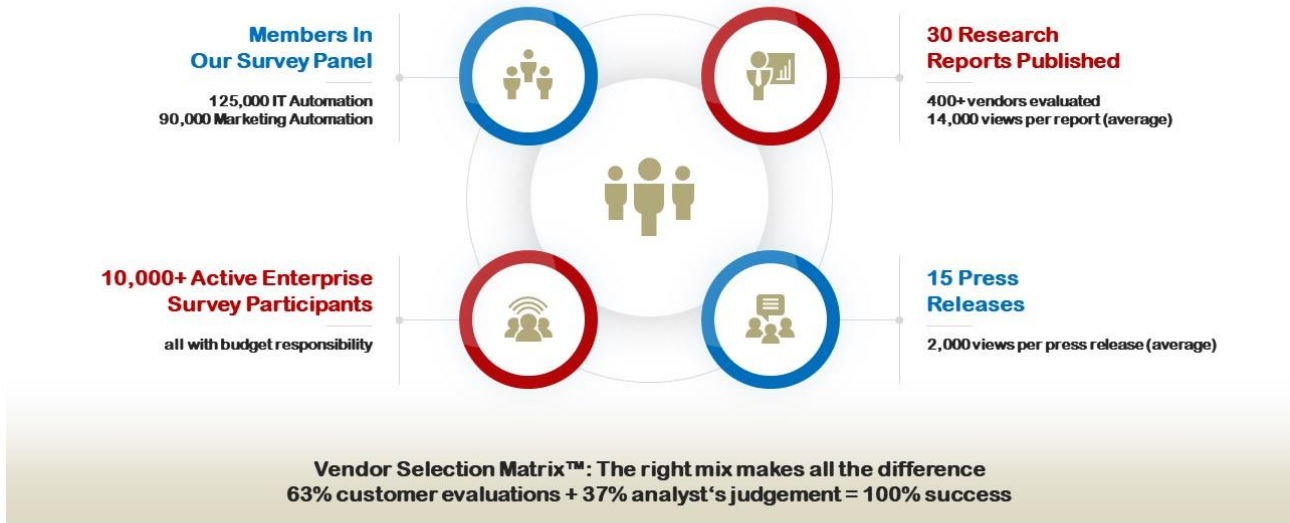 Members In
Our Survey Panel
125,000 IT Automation
90,000 Marketing Automation
30 Research
Reports Published
400+ vendors evaluated
14,000 views per report (average)
10,000+ Active Enterprise
Survey Participants
all with budget responsibility
15 Press
Releases
2,000 views per press release (average)
Vendor Selection Matrix™: The right mix makes all the difference
63% customer evaluations + 37% analyst‘s judgement = 100% success